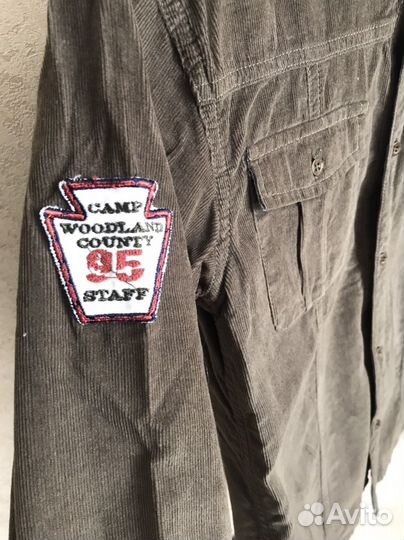 CAMP
WOODLAND
COUNTY
95
STAFF
Avito